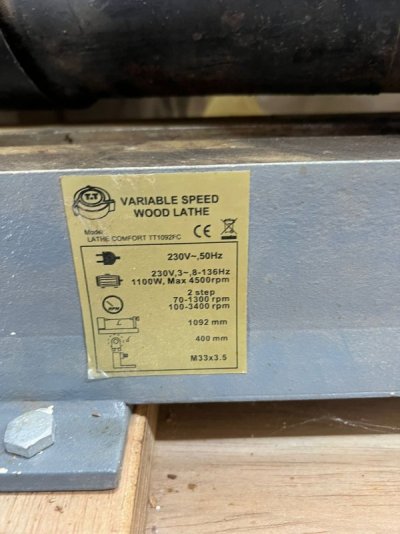 T.T
VARIABLE SPEED
WOOD LATHE
Model
LATHE COMFORT TT1092FC
CE
230V~,50Hz
230V,3~,8-136Hz
1100W, Max 4500rpm
2 step
70-1300 rpm
100-3400 rpm
1092 mm
400 mm
M33x3.5